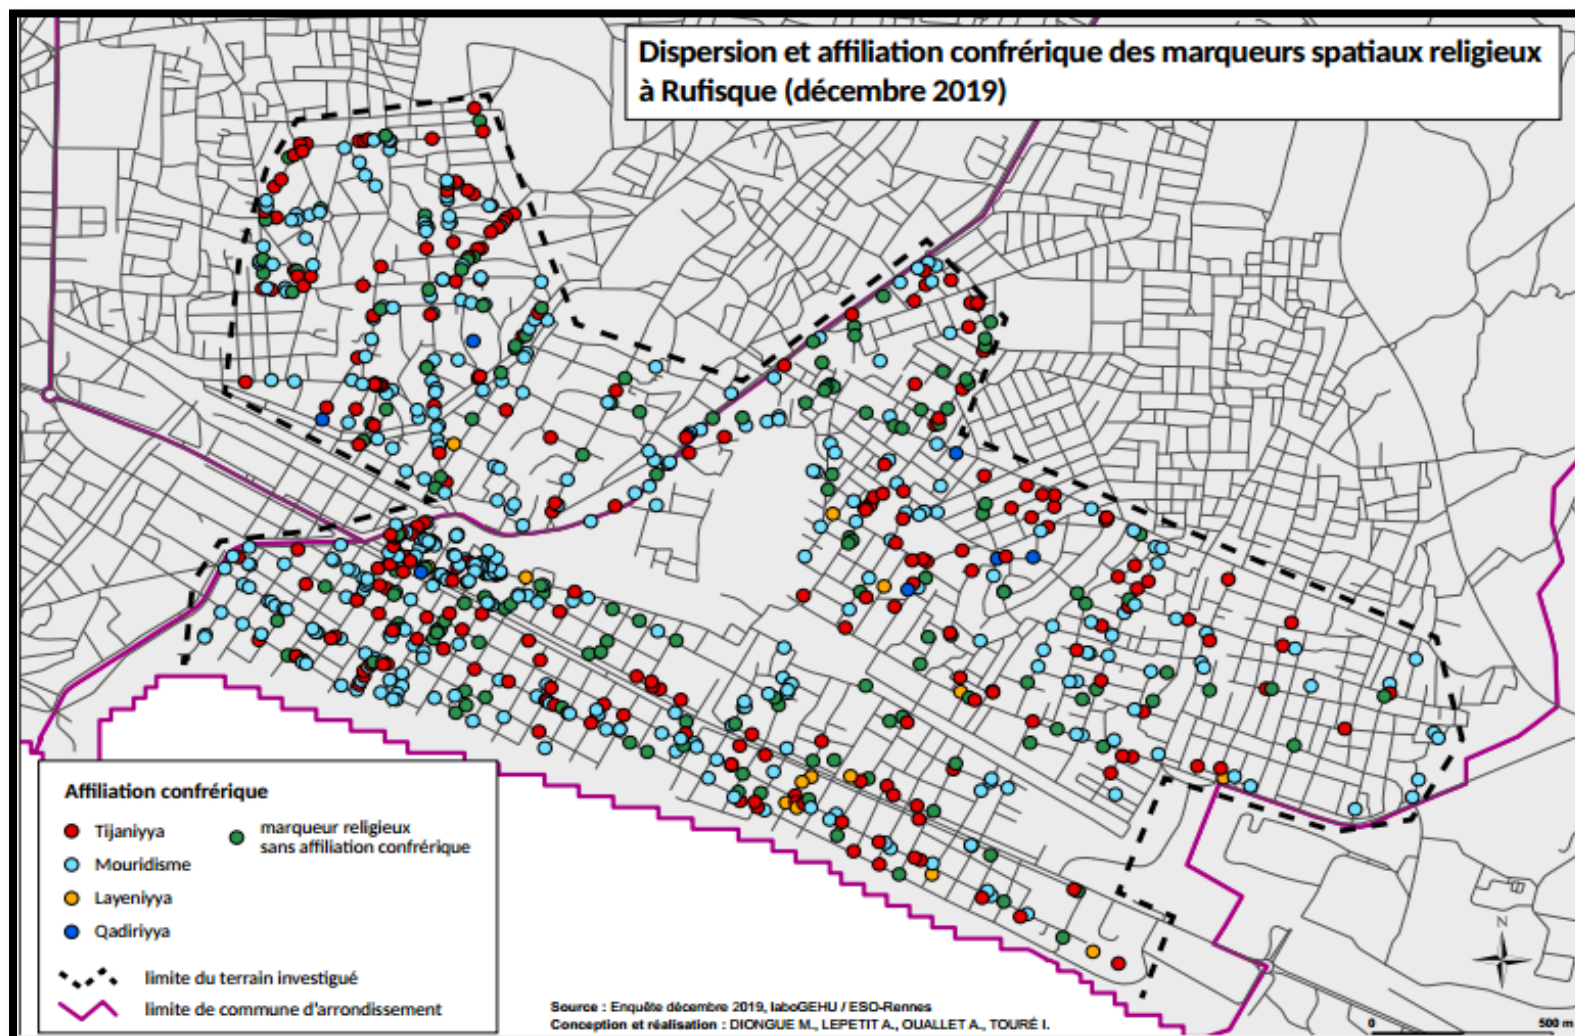 Dispersion et affiliation confrérique des marqueurs spatiaux religieux
à Rufisque (décembre 2019)
Affiliation confrérique
Tijaniyya
Mouridisme
Layeniyya
Qadiriyya
marqueur religieux
sans affiliation confrérique
limite du terrain investigué
limite de commune d'arrondissement
Source : Enquête décembre 2019, laboGEHU / ESO-Rennes
Conception et réalisation : DIONGUE M., LEPETIT A., OUALLET A., TOURÉ I.
N
0 500 m